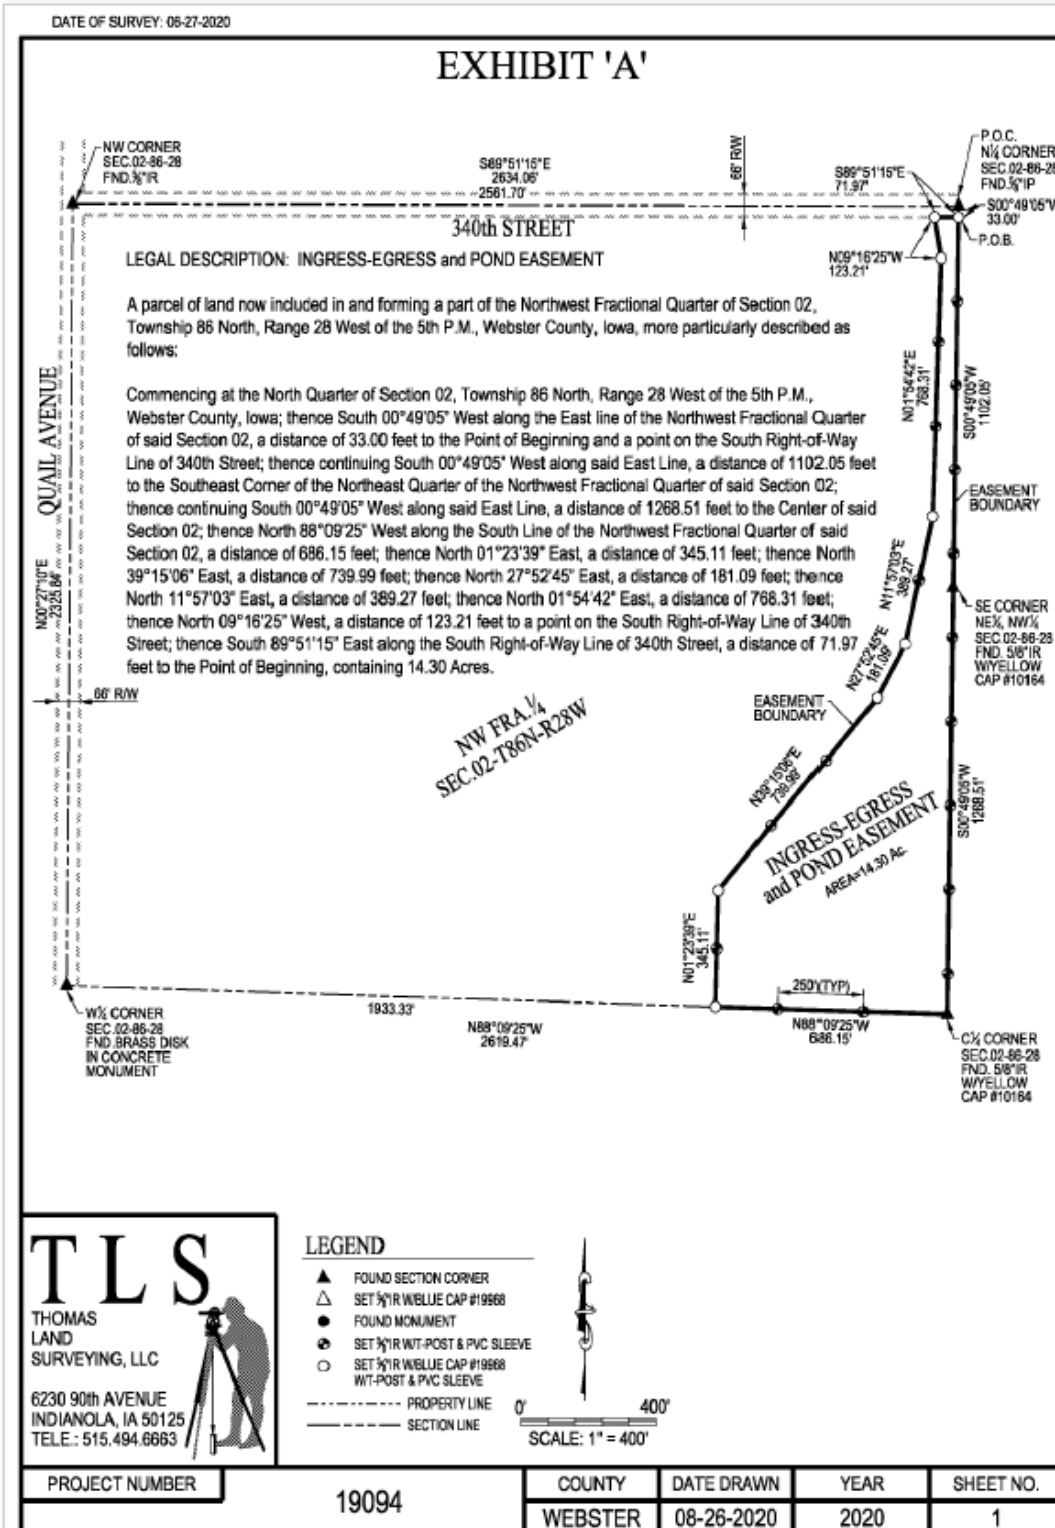 DATE OF SURVEY: 06-27-2020
EXHIBIT 'A'
NW CORNER
SEC.02-86-28
FND.⅝"IR
S89°51'15"E
2634.06'
2561.70'
66' R/W
S89°51'15"E
71.97'
P.O.C.
N¼ CORNER
SEC.02-86-28
FND.⅝"IP
S00°49'05"W
33.00'
P.O.B.
340th STREET
N09°16'25"W
123.21'
LEGAL DESCRIPTION: INGRESS-EGRESS and POND EASEMENT
A parcel of land now included in and forming a part of the Northwest Fractional Quarter of Section 02,
Township 86 North, Range 28 West of the 5th P.M., Webster County, Iowa, more particularly described as
follows:
Commencing at the North Quarter of Section 02, Township 86 North, Range 28 West of the 5th P.M.,
Webster County, Iowa; thence South 00°49'05" West along the East line of the Northwest Fractional Quarter
of said Section 02, a distance of 33.00 feet to the Point of Beginning and a point on the South Right-of-Way
Line of 340th Street; thence continuing South 00°49'05" West along said East Line, a distance of 1102.05 feet
to the Southeast Corner of the Northeast Quarter of the Northwest Fractional Quarter of said Section 02;
thence continuing South 00°49'05" West along said East Line, a distance of 1268.51 feet to the Center of said
Section 02; thence North 88°09'25" West along the South Line of the Northwest Fractional Quarter of said
Section 02, a distance of 686.15 feet; thence North 01°23'39" East, a distance of 345.11 feet; thence North
39°15'06" East, a distance of 739.99 feet; thence North 27°52'45" East, a distance of 181.09 feet; thence
North 11°57'03" East, a distance of 389.27 feet; thence North 01°54'42" East, a distance of 768.31 feet;
thence North 09°16'25" West, a distance of 123.21 feet to a point on the South Right-of-Way Line of 340th
Street; thence South 89°51'15" East along the South Right-of-Way Line of 340th Street, a distance of 71.97
feet to the Point of Beginning, containing 14.30 Acres.
QUAIL AVENUE
N00°27'10"E
2325.84'
66' R/W
N01°54'42"E
768.31'
S00°49'05"W
1102.05'
EASEMENT
BOUNDARY
N11°57'03"E
389.27'
SE CORNER
NE¼, NW¼
SEC.02-86-28
FND. 5/8"IR
W/YELLOW
CAP #10164
N27°52'45"E
181.09'
EASEMENT
BOUNDARY
NW FRA.¼
SEC.02-T86N-R28W
N39°15'06"E
739.99'
INGRESS-EGRESS
and POND EASEMENT
AREA=14.30 Ac.
S00°49'05"W
1268.51'
N01°23'39"E
345.11'
250'(TYP)
1933.33'
N88°09'25"W
2619.47'
N88°09'25"W
686.15'
W¼ CORNER
SEC.02-86-28
FND.BRASS DISK
IN CONCRETE
MONUMENT
C¼ CORNER
SEC.02-86-28
FND. 5/8"IR
W/YELLOW
CAP #10164
TLS
THOMAS
LAND
SURVEYING, LLC
6230 90th AVENUE
INDIANOLA, IA 50125
TELE.: 515.494.6663
LEGEND
FOUND SECTION CORNER
SET ⅝"IR W/BLUE CAP #19968
FOUND MONUMENT
SET ⅝"IR W/T-POST & PVC SLEEVE
SET ⅝"IR W/BLUE CAP #19968
W/T-POST & PVC SLEEVE
PROPERTY LINE
SECTION LINE
0' 400'
SCALE: 1" = 400'
PROJECT NUMBER
19094
COUNTY
WEBSTER
DATE DRAWN
08-26-2020
YEAR
2020
SHEET NO.
1